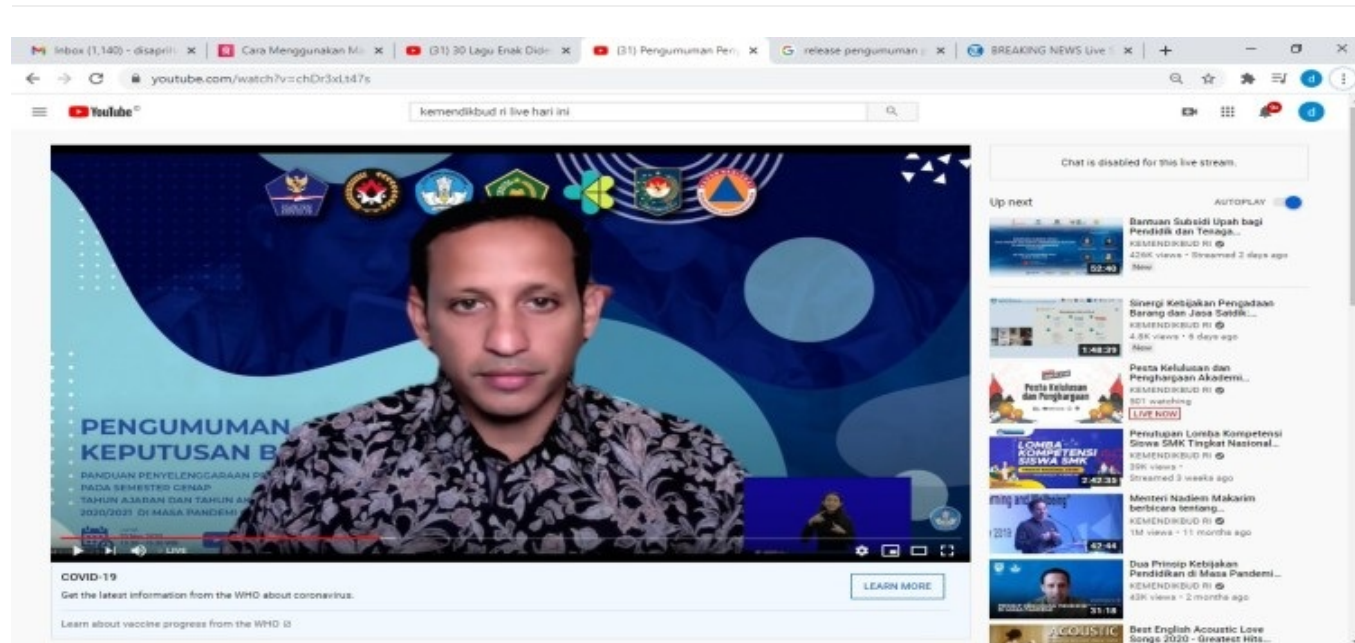 Inbox (1,140) - disaprili
Cara Menggunakan M
(31) 30 Lagu Enak Dide
(31) Pengumuman Pen
release pengumuman
BREAKING NEWS Live S
youtube.com/watch?v=chDr3xLt47s
YouTube
ID
kemendikbud ri live hari ini
d
PENGUMUMAN
KEPUTUSAN B
PANDUAN PENYELENGGARAAN PE
PADA SEMESTER GENAP
TAHUN AJARAN DAN TAHUN AK
2020/2021 DI MASA PANDEMI
LIVE
COVID-19
Get the latest information from the WHO about coronavirus.
LEARN MORE
Learn about vaccine progress from the WHO
Chat is disabled for this live stream.
Up next
AUTOPLAY
52:40
Bantuan Subsidi Upah bagi
Pendidik dan Tenaga...
KEMENDIKBUD RI
426K views • Streamed 2 days ago
New
1:48:39
Sinergi Kebijakan Pengadaan
Barang dan Jasa Satdik:...
KEMENDIKBUD RI
4.8K views • 6 days ago
New
Pesta Kelulusan
dan Penghargaan
Pesta Kelulusan dan
Penghargaan Akademi...
KEMENDIKBUD RI
501 watching
LIVE NOW
LOMBA
KOMPETENSI
SISWA SMK
2:42:35
Penutupan Lomba Kompetensi
Siswa SMK Tingkat Nasional...
KEMENDIKBUD RI
39K views •
Streamed 3 weeks ago
2019
42:44
Menteri Nadiem Makarim
berbicara tentang...
KEMENDIKBUD RI
1M views • 11 months ago
31:18
Dua Prinsip Kebijakan
Pendidikan di Masa Pandemi...
KEMENDIKBUD RI
43K views • 2 months ago
ACOUSTIC
Best English Acoustic Love
Songs 2020 - Greatest Hits...